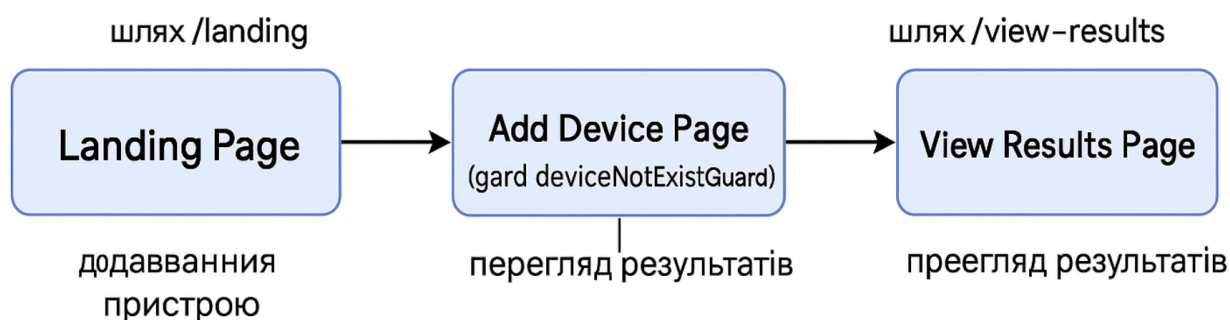 шлях /landing
шлях /view-results
Landing Page
Add Device Page
(gard deviceNotExistGuard)
View Results Page
додавванния
пристрою
перегляд результатів
преегляд результатів